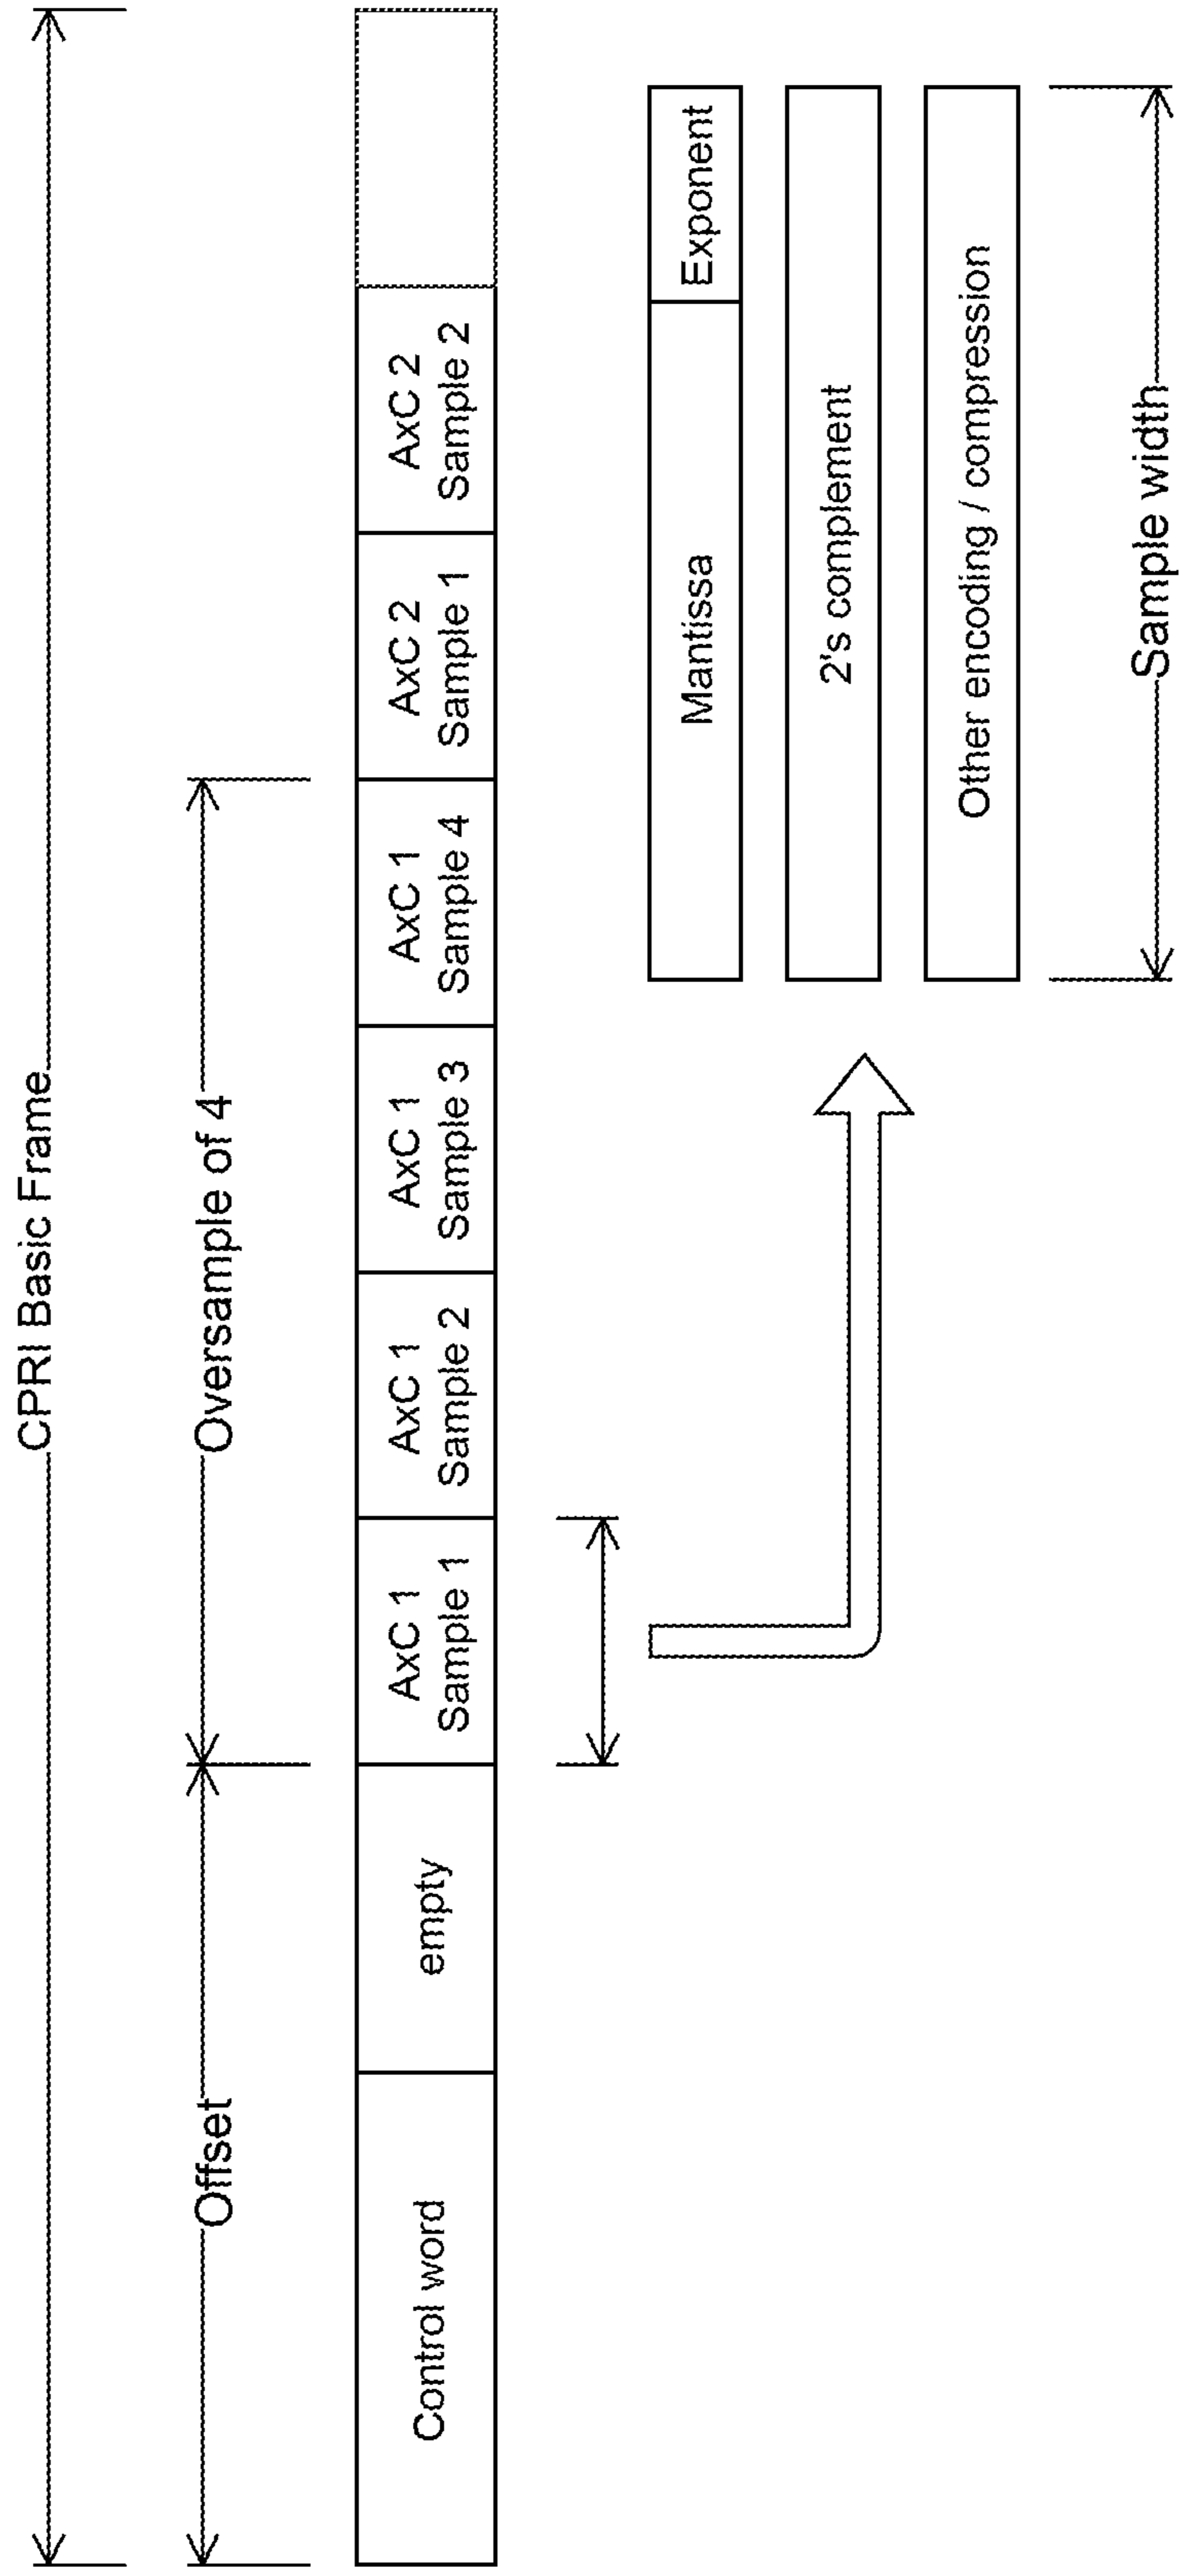 CPRI Basic Frame
Offset
Oversample of 4
Control word
empty
AxC 1
Sample 1
AxC 1
Sample 2
AxC 1
Sample 3
AxC 1
Sample 4
AxC 2
Sample 1
AxC 2
Sample 2
Mantissa
Exponent
2's complement
Other encoding / compression
Sample width